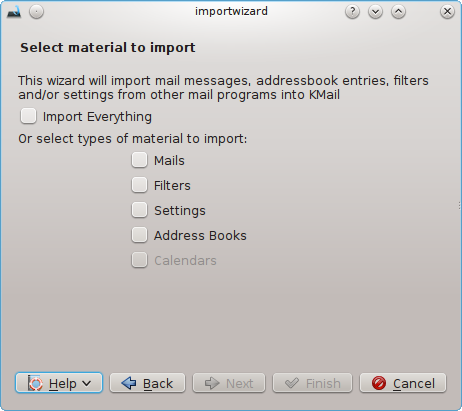 importwizard
Select material to import
This wizard will import mail messages, addressbook entries, filters
and/or settings from other mail programs into KMail
Import Everything
Or select types of material to import:
Mails
Filters
Settings
Address Books
Calendars
Help Back Next Finish Cancel